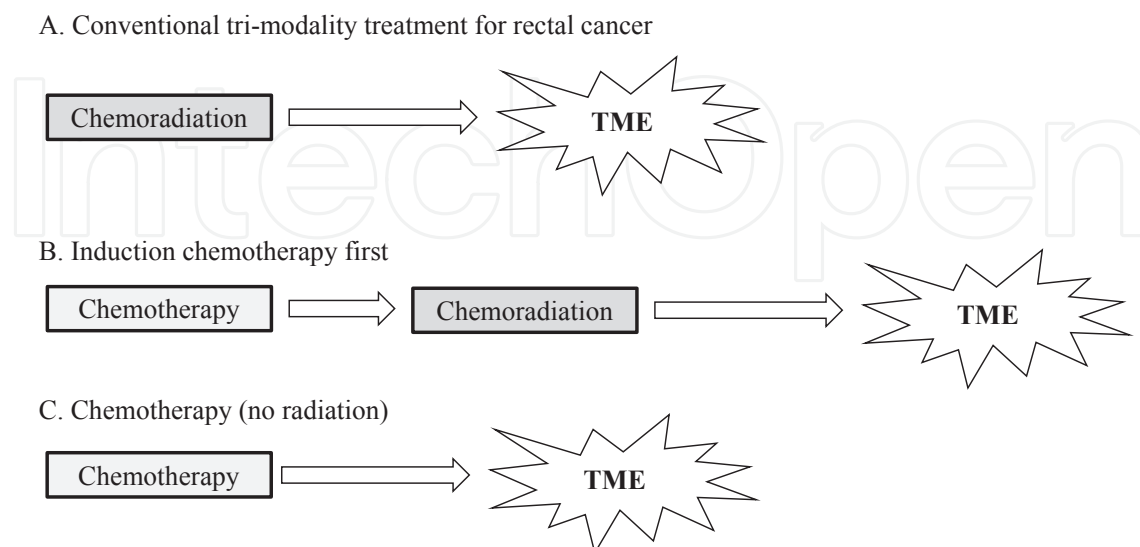 A. Conventional tri-modality treatment for rectal cancer
Chemoradiation
TME
IntechOpen
B. Induction chemotherapy first
Chemotherapy
Chemoradiation
TME
C. Chemotherapy (no radiation)
Chemotherapy
TME